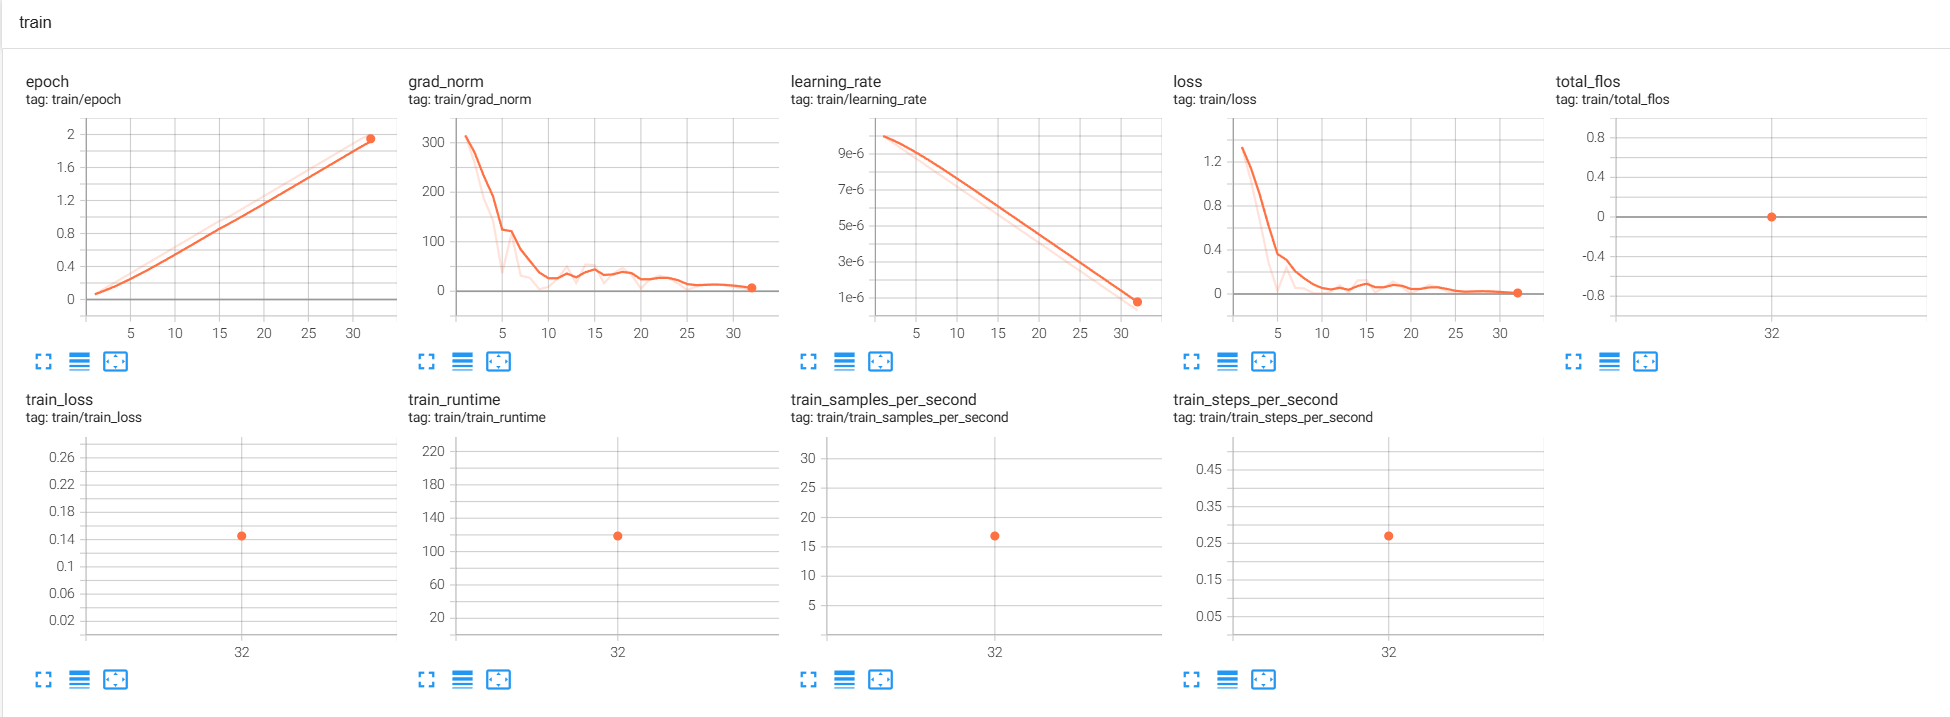 train
epoch
tag: train/epoch
2
1.6
1.2
0.8
0.4
0
5 10 15 20 25 30
grad_norm
tag: train/grad_norm
300
200
100
0
5 10 15 20 25 30
learning_rate
tag: train/learning_rate
9e-6
7e-6
5e-6
3e-6
1e-6
5 10 15 20 25 30
loss
tag: train/loss
1.2
0.8
0.4
0
5 10 15 20 25 30
total_flos
tag: train/total_flos
0.8
0.4
0
-0.4
-0.8
32
train_loss
tag: train/train_loss
0.26
0.22
0.18
0.14
0.1
0.06
0.02
32
train_runtime
tag: train/train_runtime
220
180
140
100
60
20
32
train_samples_per_second
tag: train/train_samples_per_second
30
25
20
15
10
5
32
train_steps_per_second
tag: train/train_steps_per_second
0.45
0.35
0.25
0.15
0.05
32